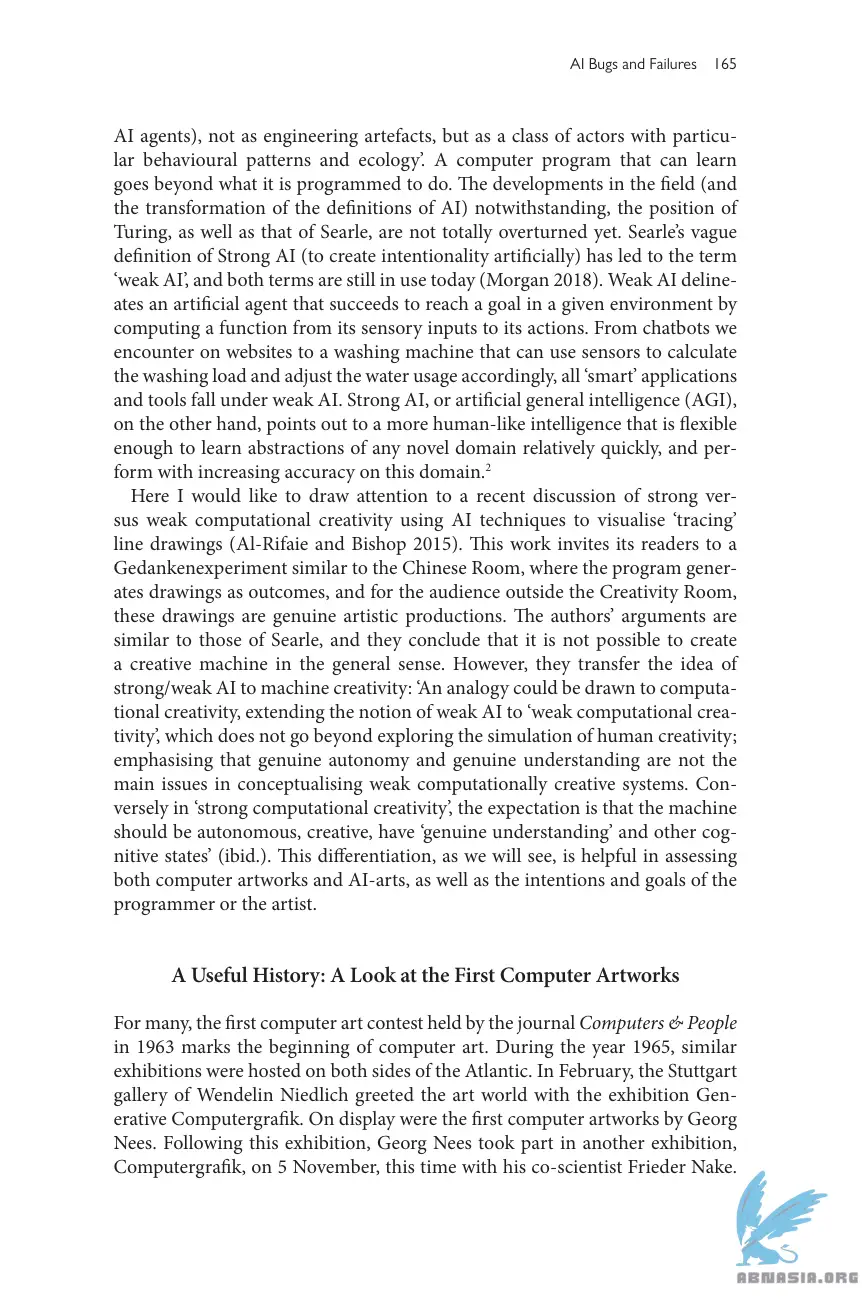 AI Bugs and Failures 165
AI agents), not as engineering artefacts, but as a class of actors with particu-
lar behavioural patterns and ecology’. A computer program that can learn
goes beyond what it is programmed to do. The developments in the field (and
the transformation of the definitions of AI) notwithstanding, the position of
Turing, as well as that of Searle, are not totally overturned yet. Searle’s vague
definition of Strong AI (to create intentionality artificially) has led to the term
‘weak AI’, and both terms are still in use today (Morgan 2018). Weak AI deline-
ates an artificial agent that succeeds to reach a goal in a given environment by
computing a function from its sensory inputs to its actions. From chatbots we
encounter on websites to a washing machine that can use sensors to calculate
the washing load and adjust the water usage accordingly, all ‘smart’ applications
and tools fall under weak AI. Strong AI, or artificial general intelligence (AGI),
on the other hand, points out to a more human-like intelligence that is flexible
enough to learn abstractions of any novel domain relatively quickly, and per-
form with increasing accuracy on this domain.2
Here I would like to draw attention to a recent discussion of strong ver-
sus weak computational creativity using AI techniques to visualise ‘tracing’
line drawings (Al-Rifaie and Bishop 2015). This work invites its readers to a
Gedankenexperiment similar to the Chinese Room, where the program gener-
ates drawings as outcomes, and for the audience outside the Creativity Room,
these drawings are genuine artistic productions. The authors’ arguments are
similar to those of Searle, and they conclude that it is not possible to create
a creative machine in the general sense. However, they transfer the idea of
strong/weak AI to machine creativity: ‘An analogy could be drawn to computa-
tional creativity, extending the notion of weak AI to ‘weak computational crea-
tivity’, which does not go beyond exploring the simulation of human creativity;
emphasising that genuine autonomy and genuine understanding are not the
main issues in conceptualising weak computationally creative systems. Con-
versely in ‘strong computational creativity’, the expectation is that the machine
should be autonomous, creative, have ‘genuine understanding’ and other cog-
nitive states’ (ibid.). This differentiation, as we will see, is helpful in assessing
both computer artworks and AI-arts, as well as the intentions and goals of the
programmer or the artist.
A Useful History: A Look at the First Computer Artworks
For many, the first computer art contest held by the journal Computers & People
in 1963 marks the beginning of computer art. During the year 1965, similar
exhibitions were hosted on both sides of the Atlantic. In February, the Stuttgart
gallery of Wendelin Niedlich greeted the art world with the exhibition Gen-
erative Computergrafik. On display were the first computer artworks by Georg
Nees. Following this exhibition, Georg Nees took part in another exhibition,
Computergrafik, on 5 November, this time with his co-scientist Frieder Nake.
ABNASIA.ORG